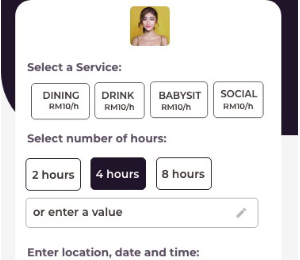 Select a Service:
DINING DRINK BABYSIT SOCIAL
RM10/h RM10/h RM10/h RM10/h
Select number of hours:
2 hours 4 hours 8 hours
or enter a value
Enter location, date and time: